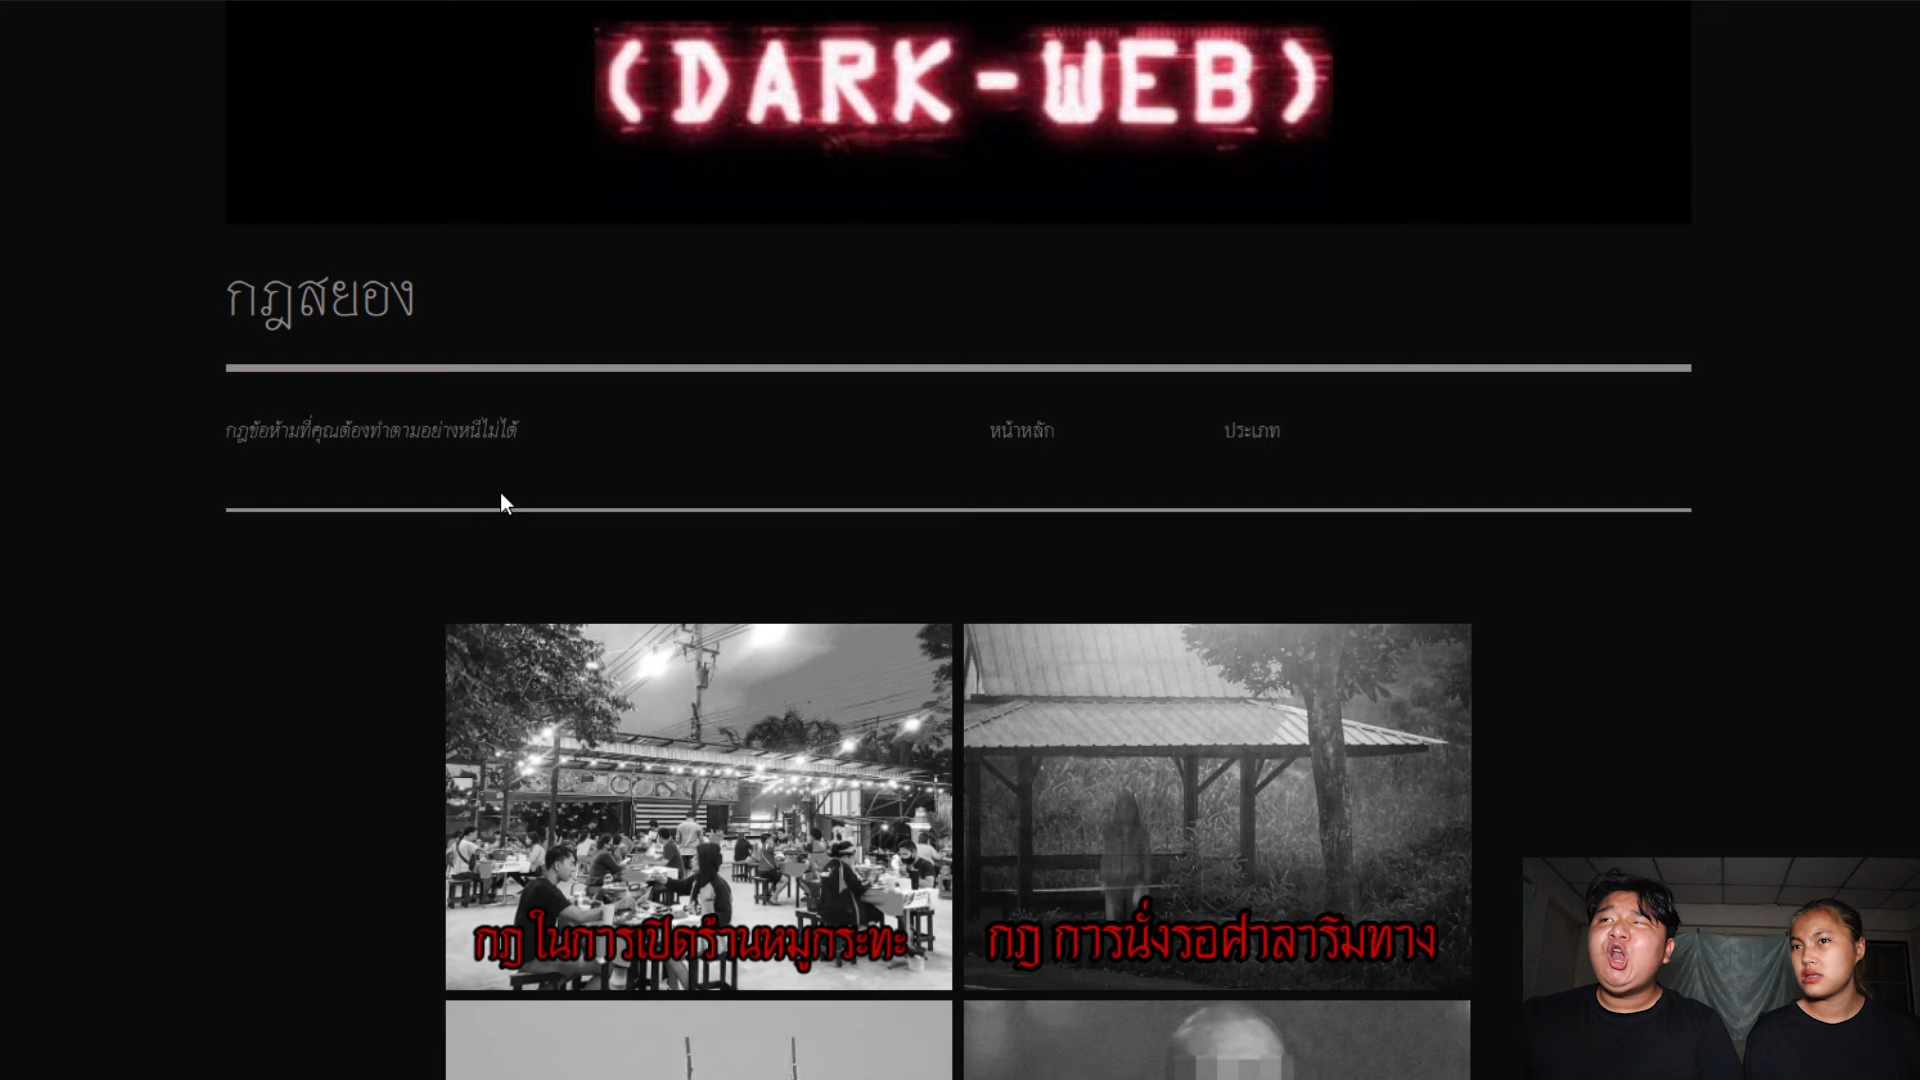 (DARK-WEB)
กฎสยอง
กฎข้อห้ามที่คุณต้องทำตามอย่างหนีไม่ได้
หน้าหลัก
ประเภท
กฎ ในการเปิดร้านหมูกระทะ
กฎ การนั่งรอศาลาริมทาง